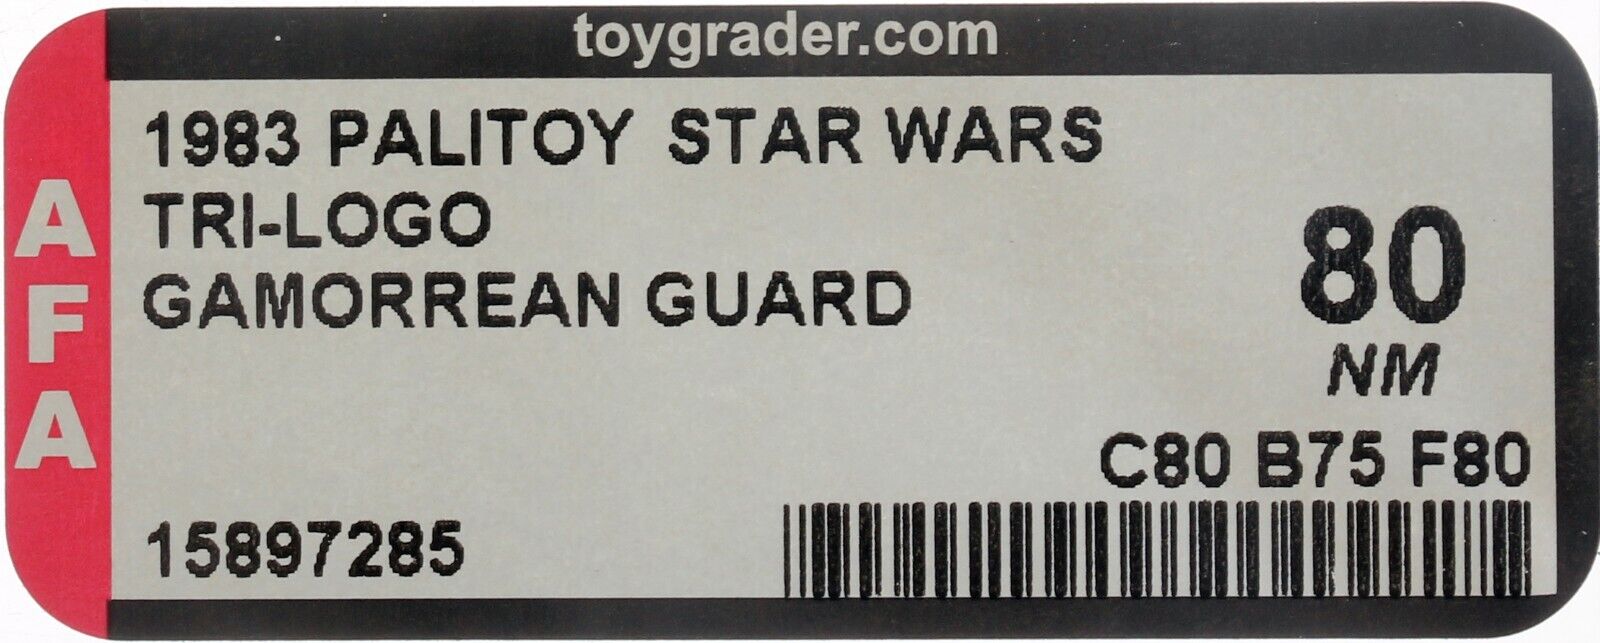 toygrader.com
AFA
1983 PALITOY STAR WARS
TRI-LOGO
GAMORREAN GUARD
80
NM
C80 B75 F80
15897285